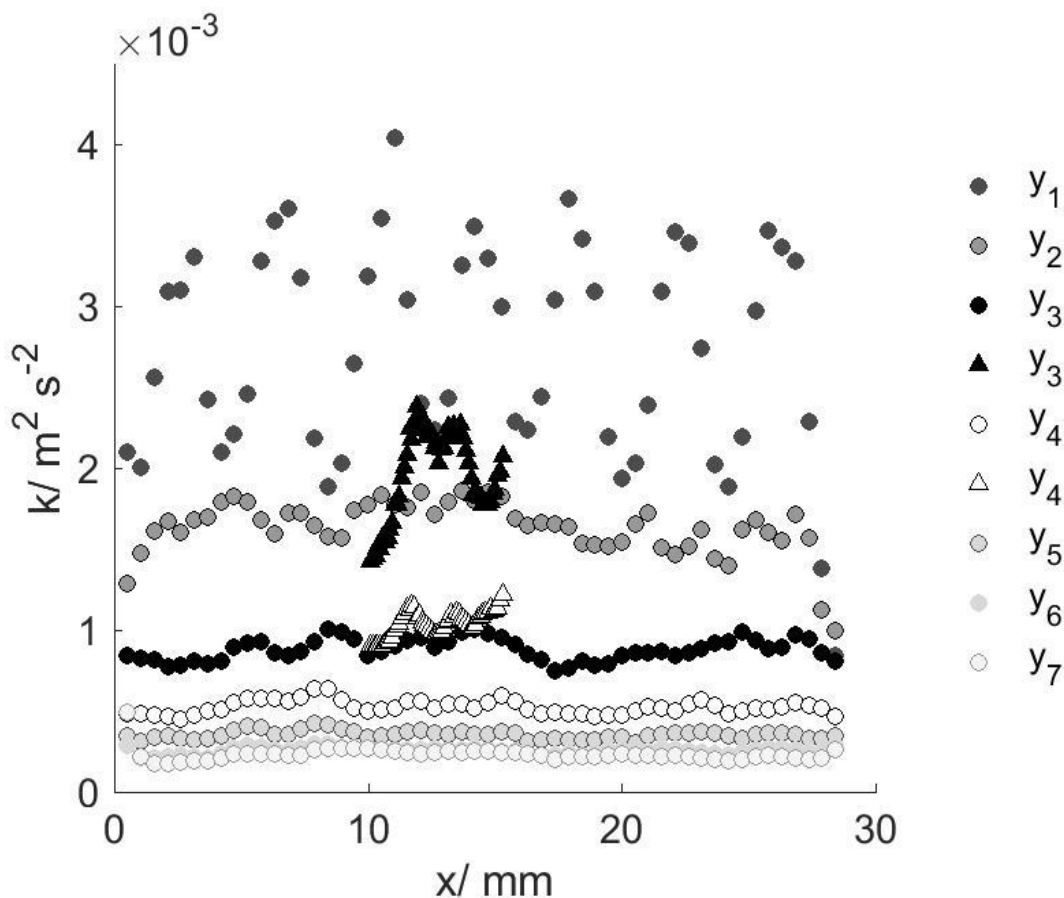 ×10⁻³
4
3
2
1
0
k/ m² s⁻²
0 10 20 30
x/ mm
y₁
y₂
y₃
y₃
y₄
y₄
y₅
y₆
y₇